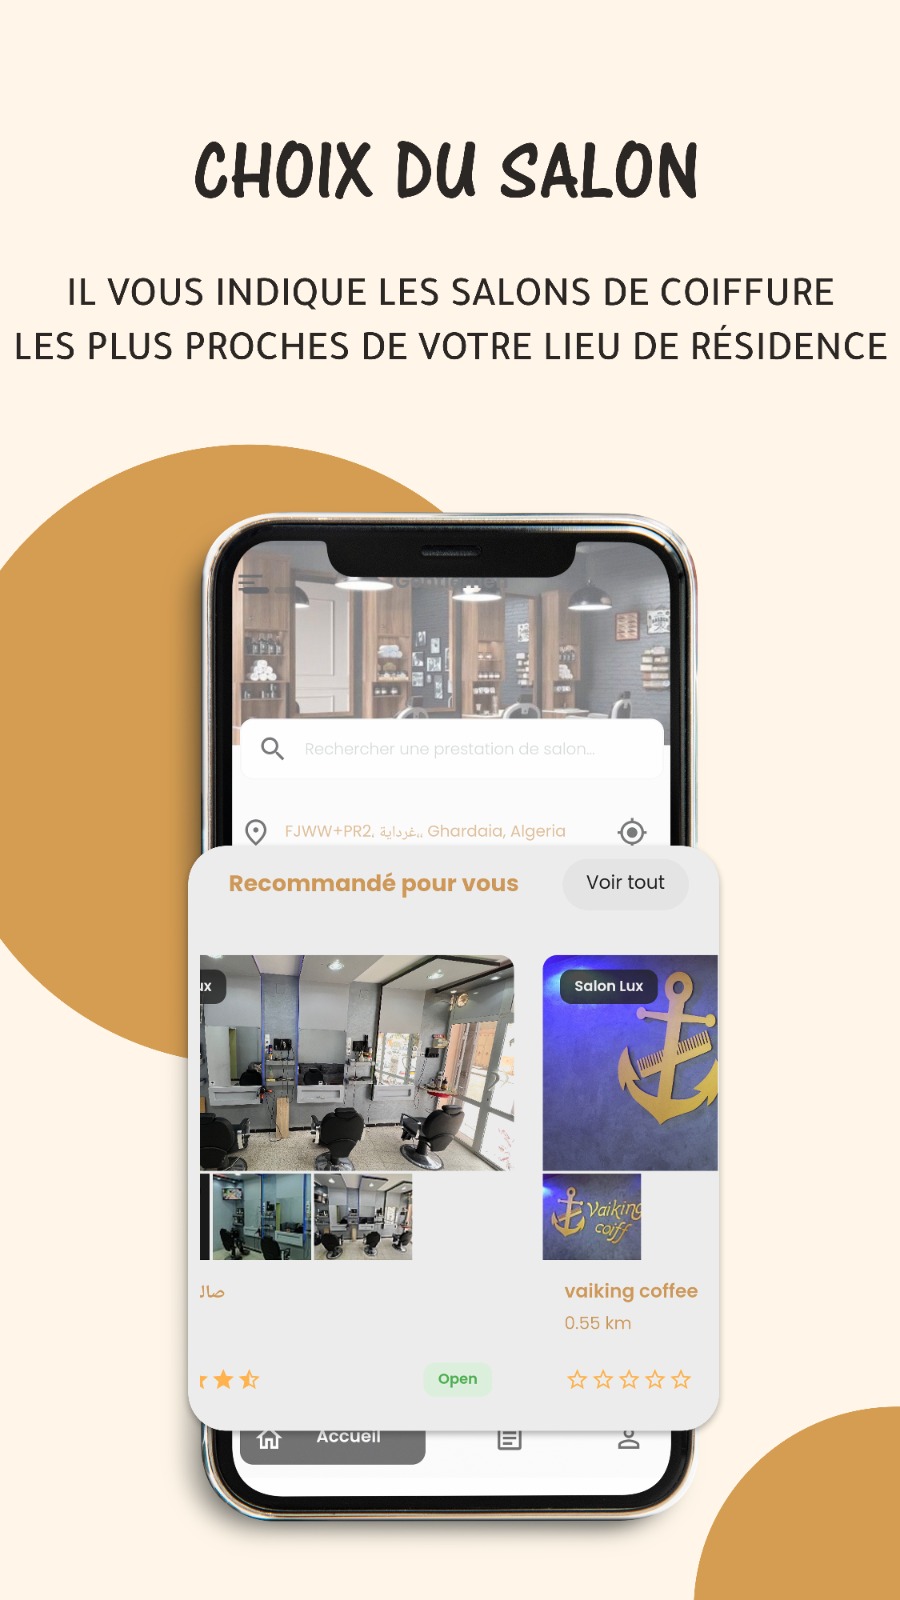 CHOIX DU SALON
IL VOUS INDIQUE LES SALONS DE COIFFURE
LES PLUS PROCHES DE VOTRE LIEU DE RÉSIDENCE
Rechercher une prestation de salon...
FJWW+PR2, غرداية,, Ghardaia, Algeria
Recommandé pour vous
Voir tout
ux
Salon Lux
Vaiking
coiff
صال
vaiking coffee
0.55 km
Open
Accueil